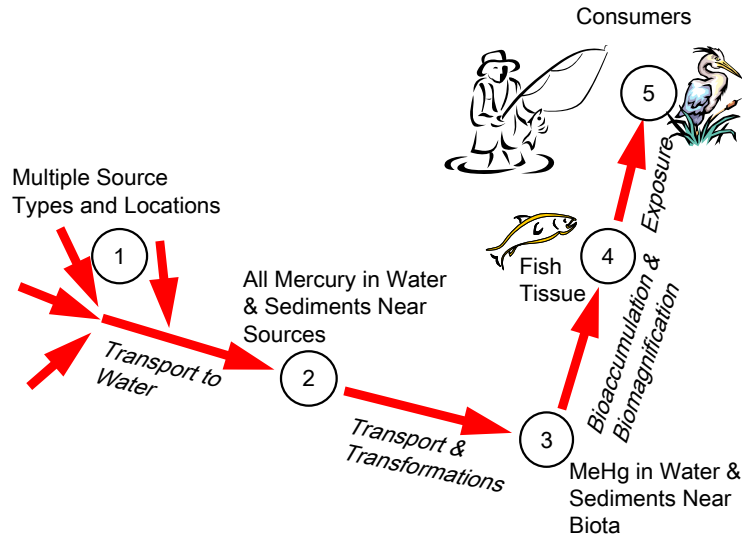 Consumers
5
Multiple Source
Types and Locations
1
Exposure
4
Fish
Tissue
All Mercury in Water
& Sediments Near
Sources
Transport to
Water
2
Bioaccumulation &
Biomagnification
Transport &
Transformations
3
MeHg in Water &
Sediments Near
Biota